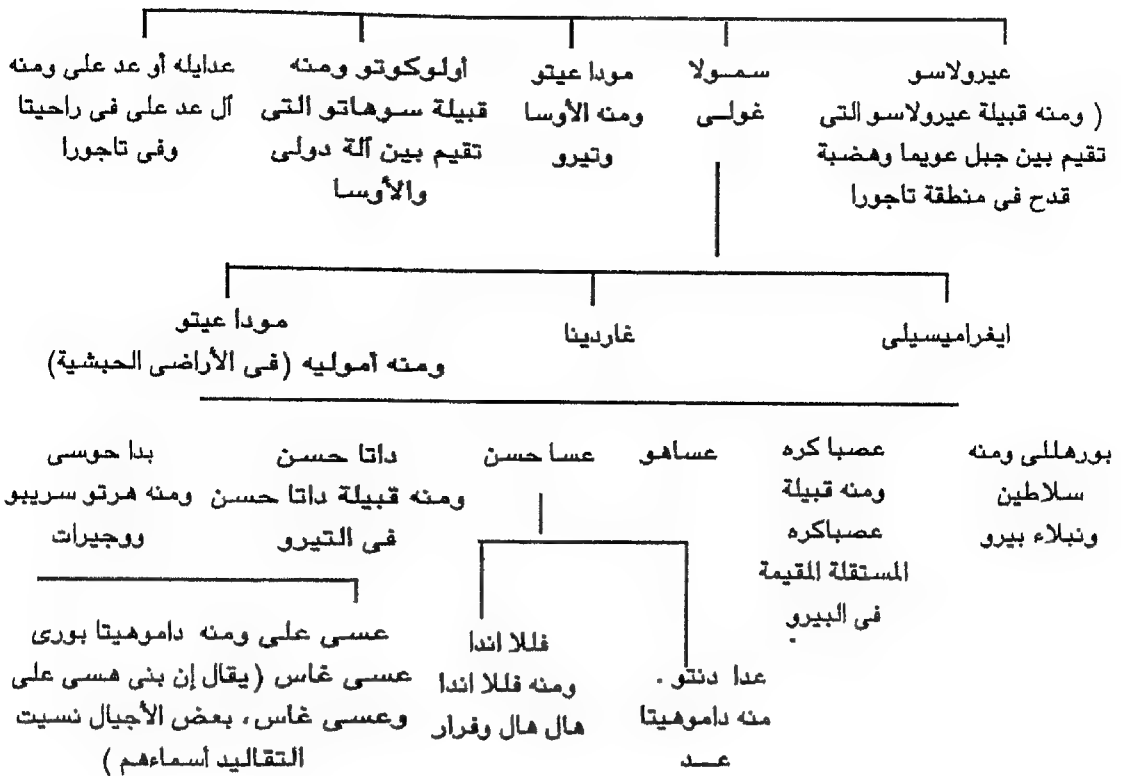 عيرولاسو
( ومنه قبيلة عيرولاسو التى
تقيم بين جبل عويما وهضبة
قدح فى منطقة تاجورا
سمولا
غولى
مودا عيتو
ومنه الأوسا
وتيرو
أولوكوتو ومنه
قبيلة سوهاتو التى
تقيم بين آلة دولى
والأوسا
عدايله أو عد على ومنه
آل عد على فى راحيتا
وفى تاجورا
ايغراميسيلى
غاردينا
مودا عيتو
ومنه أموليه (فى الأراضى الحبشية)
بورهللى ومنه
سلاطين
ونبلاء بيرو
عصبا كره
ومنه قبيلة
عصباكره
المستقلة المقيمة
فى البيرو
عساهو
عسا حسن
داتا حسن
ومنه قبيلة داتا حسن
فى التيرو
بدا حوسى
ومنه هرتو سريبو
ووجيرات
عدا دنتو .
منه داموهيتا
عد
فللا اندا
ومنه فللا اندا
هال هال وفرار
عسى على ومنه داموهيتا بورى
عسى غاس (يقال إن بنى هسى على
وعسى غاس، بعض الأجيال نسيت
التقاليد أسماءهم )